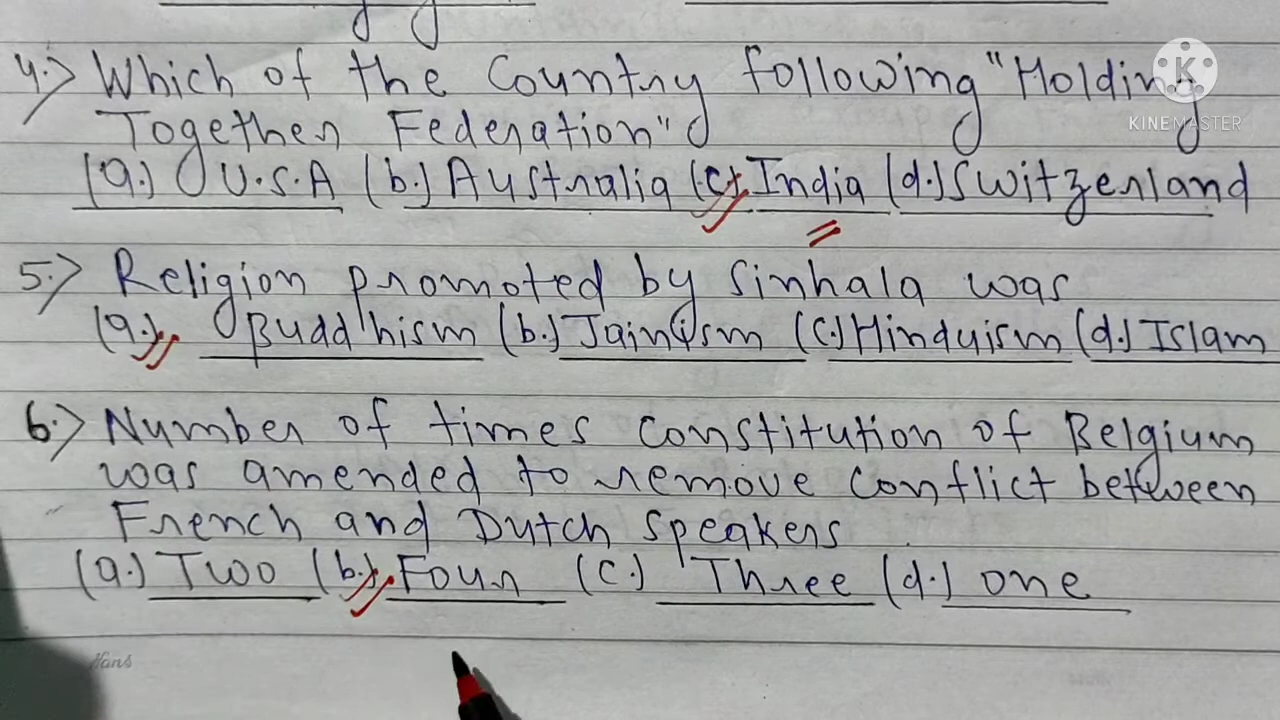 4.> Which of the Country following "Holding
Together Federation"
(a.) U.S.A (b.) Australia (c). India (d.) Switzerland
5.> Religion promoted by Sinhala was
(a.) Buddhism (b.) Jainism (c.) Hinduism (d.) Islam
6.> Number of times constitution of Belgium
was amended to remove conflict between
French and Dutch speakers
(a.) Two (b.) Four (c.) Three (d.) one
Hans
KINEMASTER